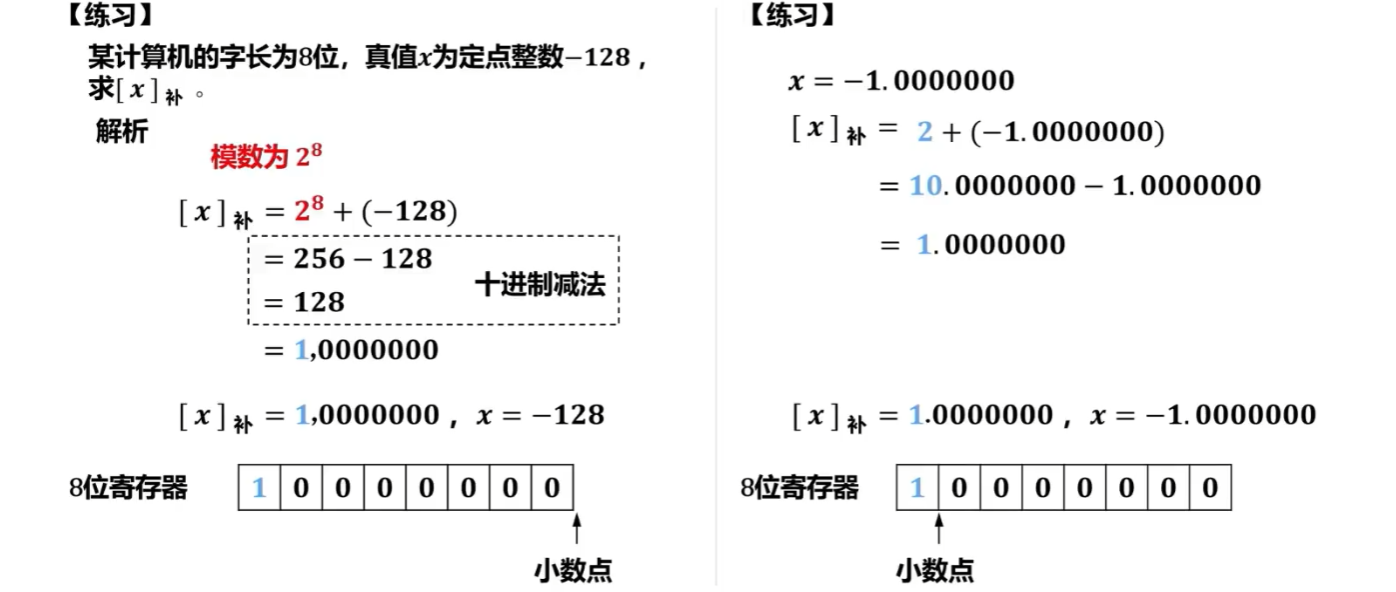 【练习】
某计算机的字长为8位，真值x为定点整数−128，
求[x]补。
解析
模数为 2⁸
[x]补 = 2⁸ + (−128)
= 256 − 128
十进制减法
= 128
= 1,0000000
[x]补 = 1,0000000，x = −128
8位寄存器 1 0 0 0 0 0 0 0
小数点
【练习】
x = −1.0000000
[x]补 = 2 + (−1.0000000)
= 10.0000000 − 1.0000000
= 1.0000000
[x]补 = 1.0000000，x = −1.0000000
8位寄存器 1 0 0 0 0 0 0 0
小数点